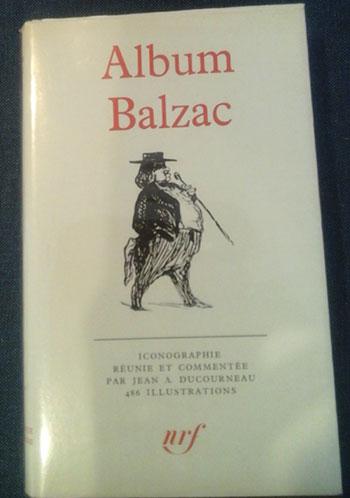 Album
Balzac
ICONOGRAPHIE
RÉUNIE ET COMMENTÉE
PAR JEAN A. DUCOURNEAU
486 ILLUSTRATIONS
nrf